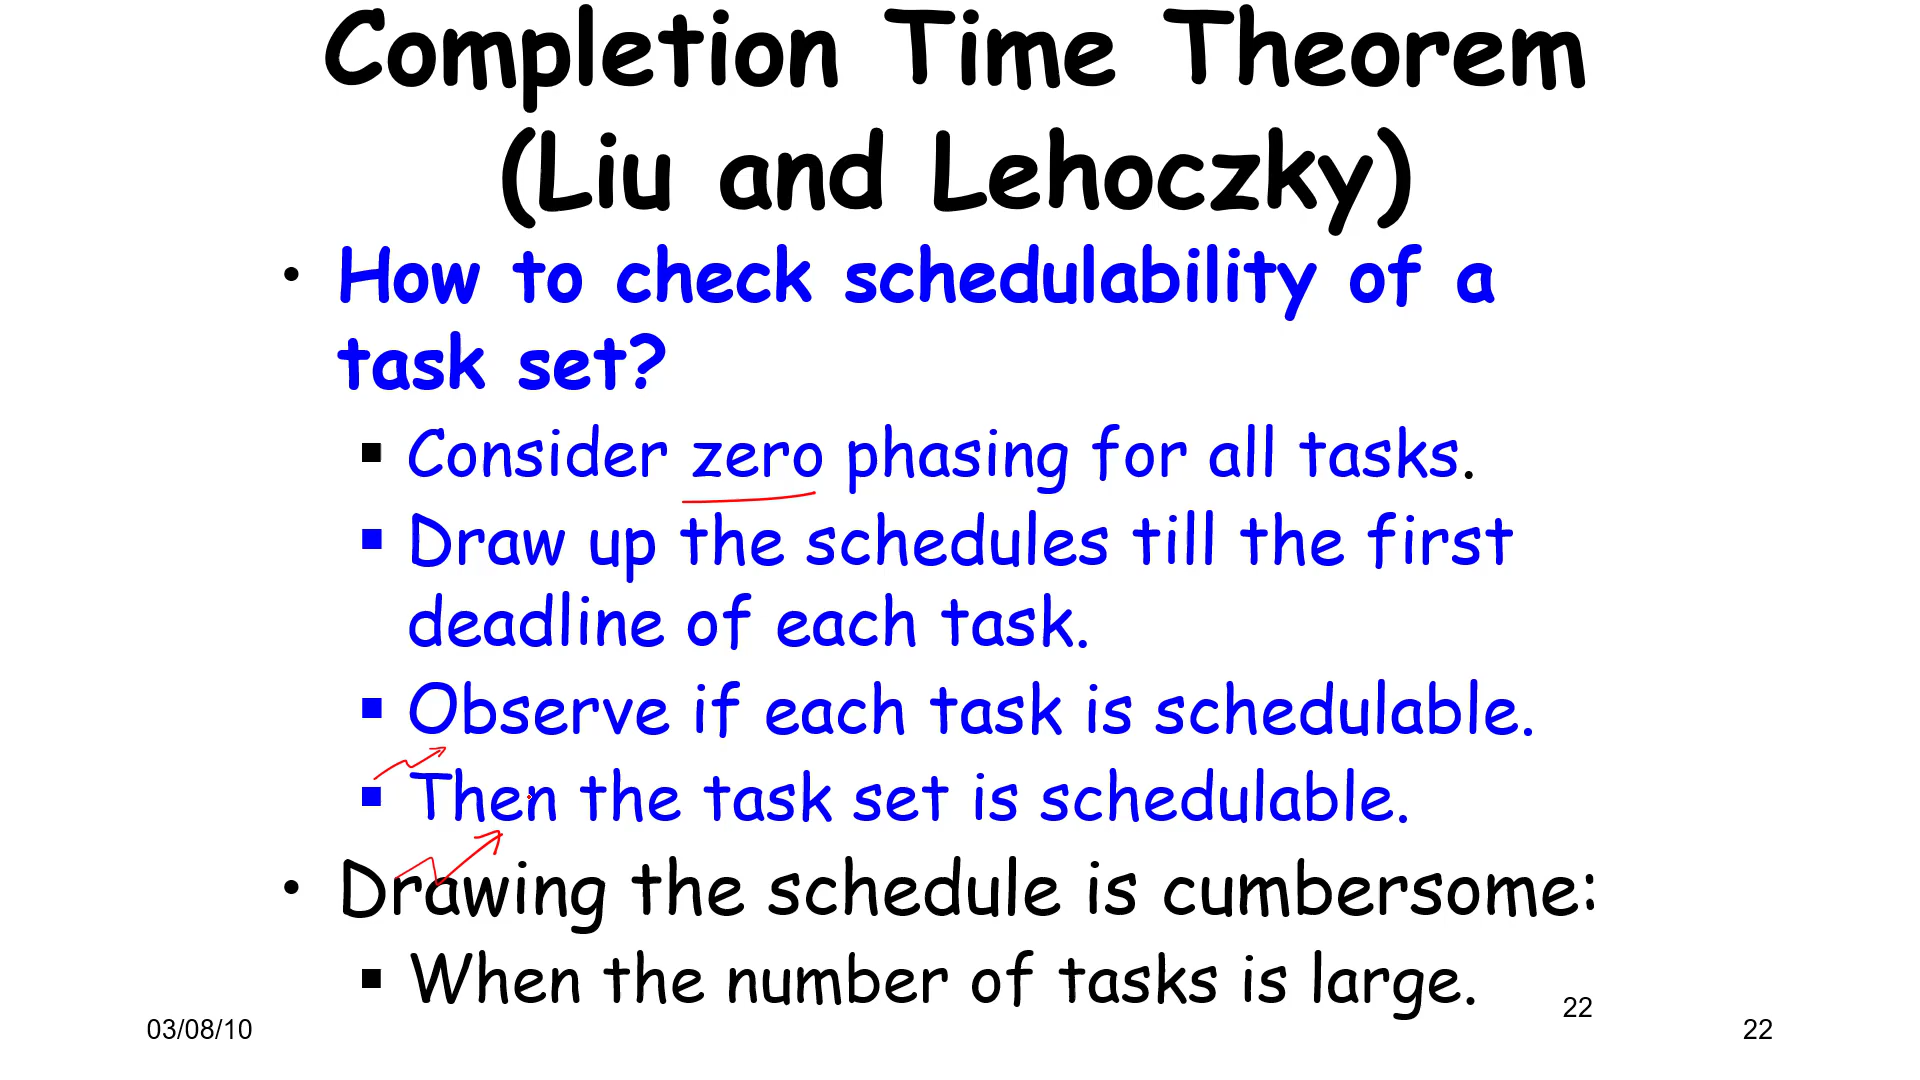 Completion Time Theorem
(Liu and Lehoczky)
• How to check schedulability of a
task set?
▪ Consider zero phasing for all tasks.
▪ Draw up the schedules till the first
deadline of each task.
▪ Observe if each task is schedulable.
▪ Then the task set is schedulable.
• Drawing the schedule is cumbersome:
▪ When the number of tasks is large.
22
03/08/10
22